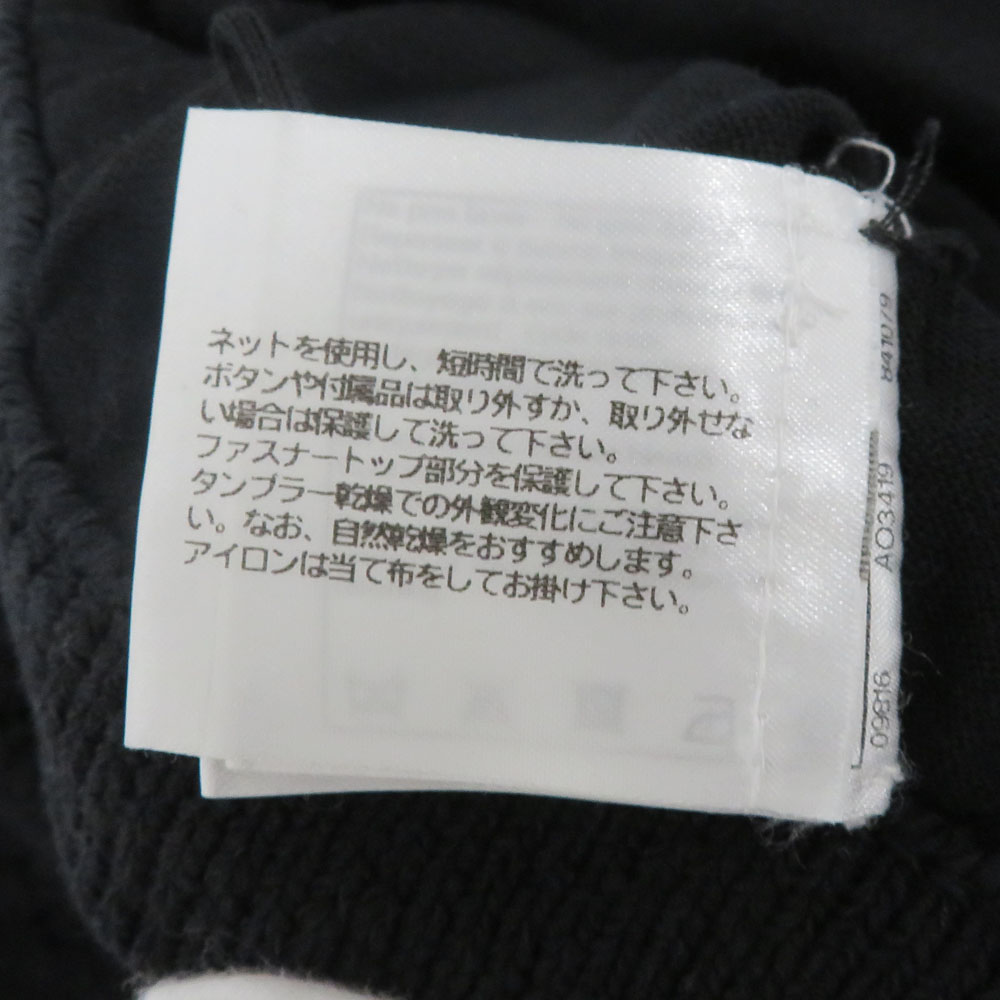 ネットを使用し、短時間で洗って下さい。
ボタンや付属品は取り外すか、取り外せな
い場合は保護して洗って下さい。
ファスナートップ部分を保護して下さい。
タンブラー乾燥での外観変化にご注意下さ
い。なお、自然乾燥をおすすめします。
アイロンは当て布をしてお掛け下さい。
09816 AO3419 841079